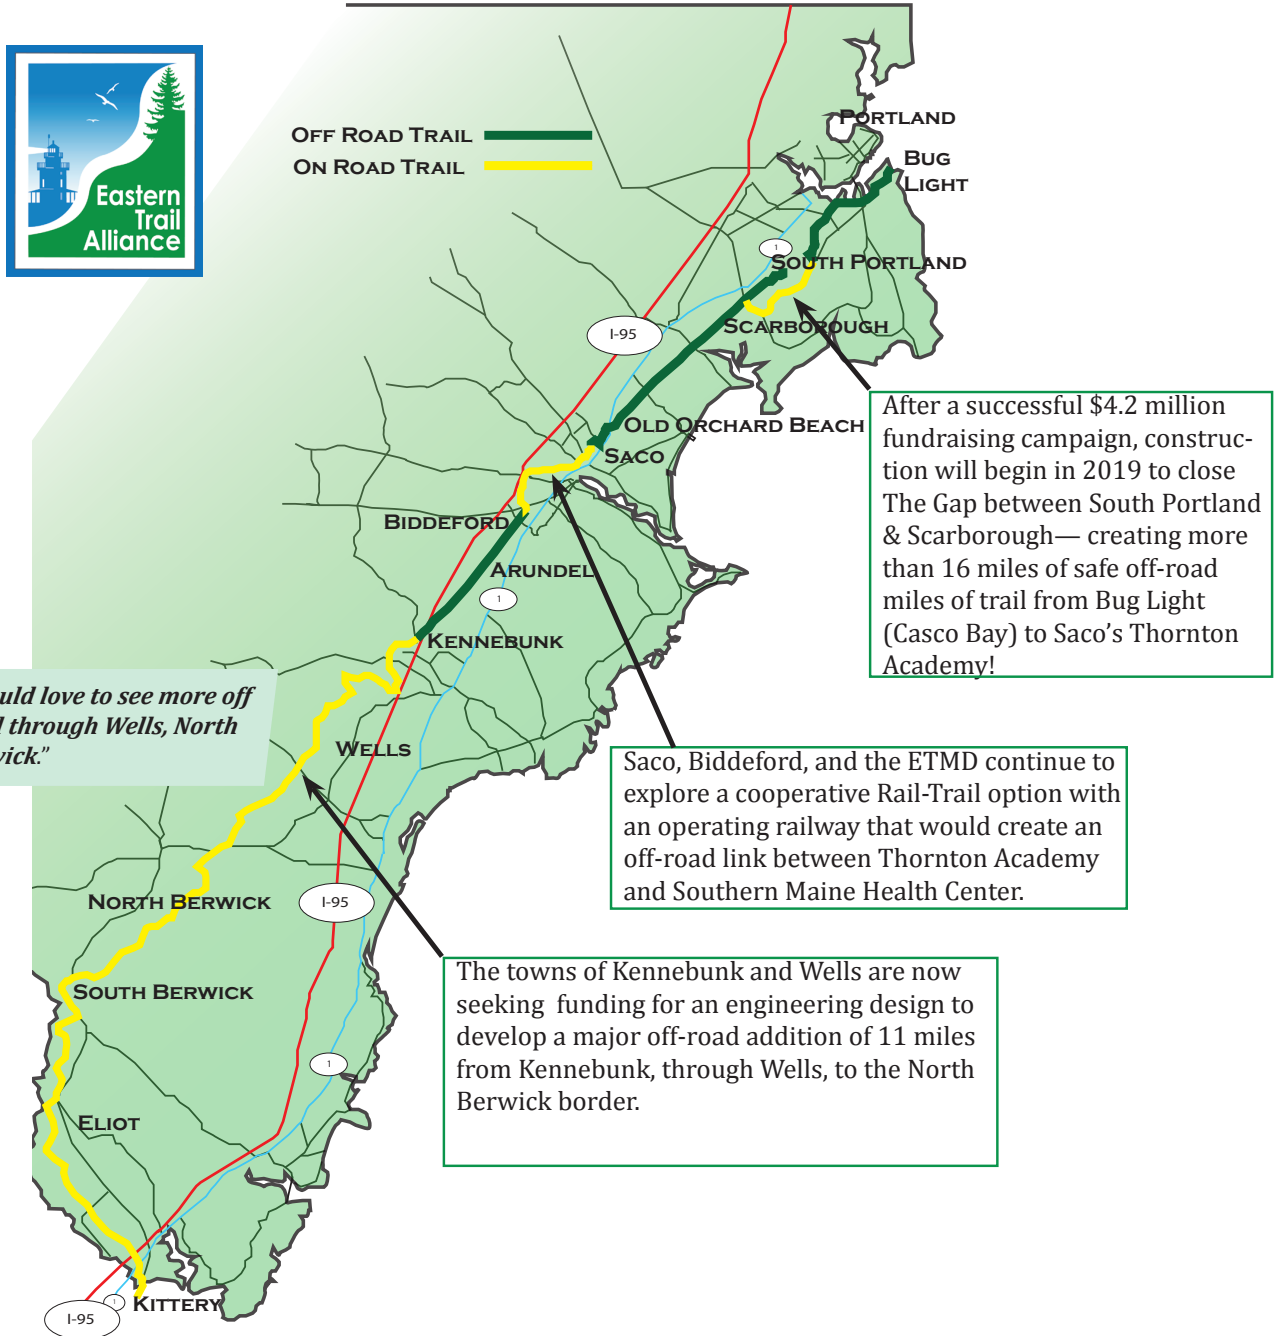 Eastern
Trail
Alliance
OFF ROAD TRAIL
ON ROAD TRAIL
PORTLAND
BUG
LIGHT
1
SOUTH PORTLAND
SCARBOROUGH
I-95
OLD ORCHARD BEACH
SACO
BIDDEFORD
ARUNDEL
1
KENNEBUNK
WELLS
NORTH BERWICK
I-95
SOUTH BERWICK
1
ELIOT
KITTERY
1
I-95
After a successful $4.2 million
fundraising campaign, construc-
tion will begin in 2019 to close
The Gap between South Portland
& Scarborough— creating more
than 16 miles of safe off-road
miles of trail from Bug Light
(Casco Bay) to Saco's Thornton
Academy!
uld love to see more off
l through Wells, North
wick."
Saco, Biddeford, and the ETMD continue to
explore a cooperative Rail-Trail option with
an operating railway that would create an
off-road link between Thornton Academy
and Southern Maine Health Center.
The towns of Kennebunk and Wells are now
seeking funding for an engineering design to
develop a major off-road addition of 11 miles
from Kennebunk, through Wells, to the North
Berwick border.